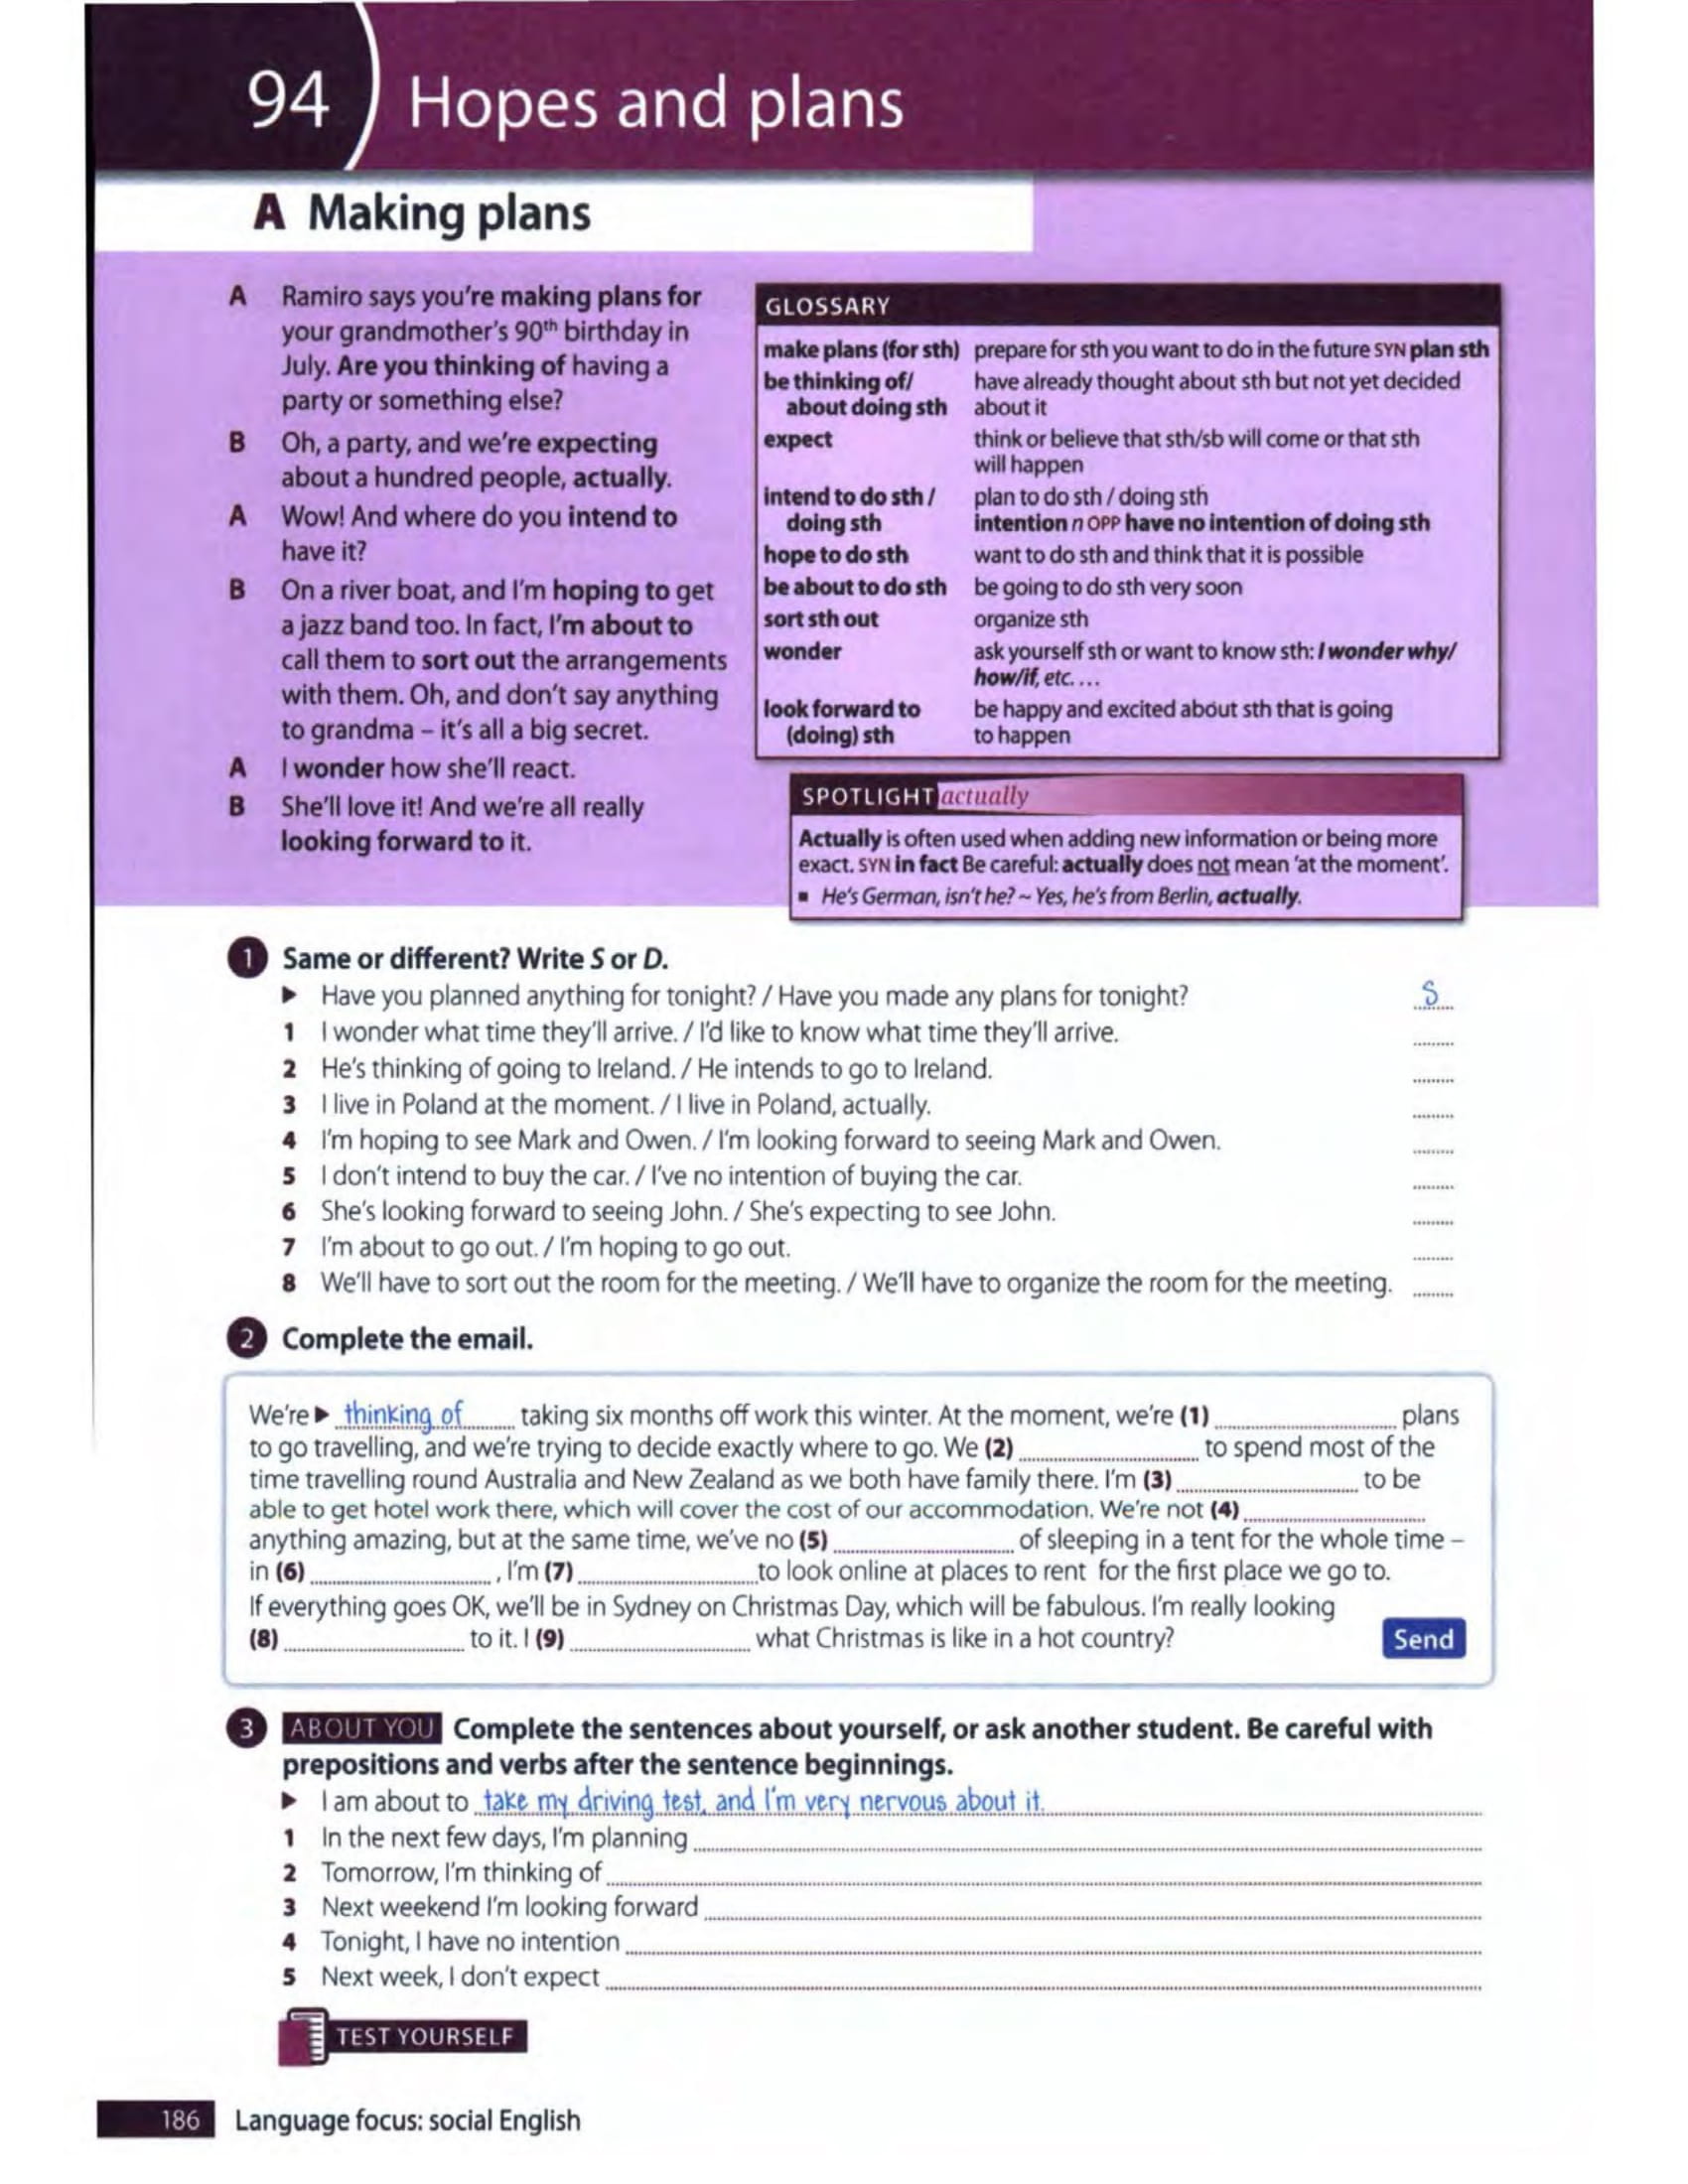 94 Hopes and plans
A Making plans
A Ramiro says you're making plans for
your grandmother's 90th birthday in
July. Are you thinking of having a
party or something else?
B Oh, a party, and we're expecting
about a hundred people, actually.
A Wow! And where do you intend to
have it?
B On a river boat, and I'm hoping to get
a jazz band too. In fact, I'm about to
call them to sort out the arrangements
with them. Oh, and don't say anything
to grandma – it's all a big secret.
A I wonder how she'll react.
B She'll love it! And we're all really
looking forward to it.
GLOSSARY
make plans (for sth) prepare for sth you want to do in the future SYN plan sth
be thinking of/ have already thought about sth but not yet decided
about doing sth about it
expect think or believe that sth/sb will come or that sth
will happen
intend to do sth / plan to do sth / doing sth
doing sth intention n OPP have no intention of doing sth
hope to do sth want to do sth and think that it is possible
be about to do sth be going to do sth very soon
sort sth out organize sth
wonder ask yourself sth or want to know sth: I wonder why/
how/if, etc. ...
look forward to be happy and excited about sth that is going
(doing) sth to happen
SPOTLIGHT actually
Actually is often used when adding new information or being more
exact. SYN in fact Be careful: actually does not mean 'at the moment'.
▪ He's German, isn't he? ~ Yes, he's from Berlin, actually.
1 Same or different? Write S or D.
▶ Have you planned anything for tonight? / Have you made any plans for tonight? S
1 I wonder what time they'll arrive. / I'd like to know what time they'll arrive. ........
2 He's thinking of going to Ireland. / He intends to go to Ireland. ........
3 I live in Poland at the moment. / I live in Poland, actually. ........
4 I'm hoping to see Mark and Owen. / I'm looking forward to seeing Mark and Owen. ........
5 I don't intend to buy the car. / I've no intention of buying the car. ........
6 She's looking forward to seeing John. / She's expecting to see John. ........
7 I'm about to go out. / I'm hoping to go out. ........
8 We'll have to sort out the room for the meeting. / We'll have to organize the room for the meeting. ........
2 Complete the email.
We're ▶ thinking of taking six months off work this winter. At the moment, we're (1) ........ plans
to go travelling, and we're trying to decide exactly where to go. We (2) ........ to spend most of the
time travelling round Australia and New Zealand as we both have family there. I'm (3) ........ to be
able to get hotel work there, which will cover the cost of our accommodation. We're not (4) ........
anything amazing, but at the same time, we've no (5) ........ of sleeping in a tent for the whole time –
in (6) ........ , I'm (7) ........ to look online at places to rent for the first place we go to.
If everything goes OK, we'll be in Sydney on Christmas Day, which will be fabulous. I'm really looking
(8) ........ to it. I (9) ........ what Christmas is like in a hot country?
Send
3 ABOUT YOU Complete the sentences about yourself, or ask another student. Be careful with
prepositions and verbs after the sentence beginnings.
▶ I am about to take my driving test, and I'm very nervous about it.
1 In the next few days, I'm planning ........
2 Tomorrow, I'm thinking of ........
3 Next weekend I'm looking forward ........
4 Tonight, I have no intention ........
5 Next week, I don't expect ........
TEST YOURSELF
186 Language focus: social English